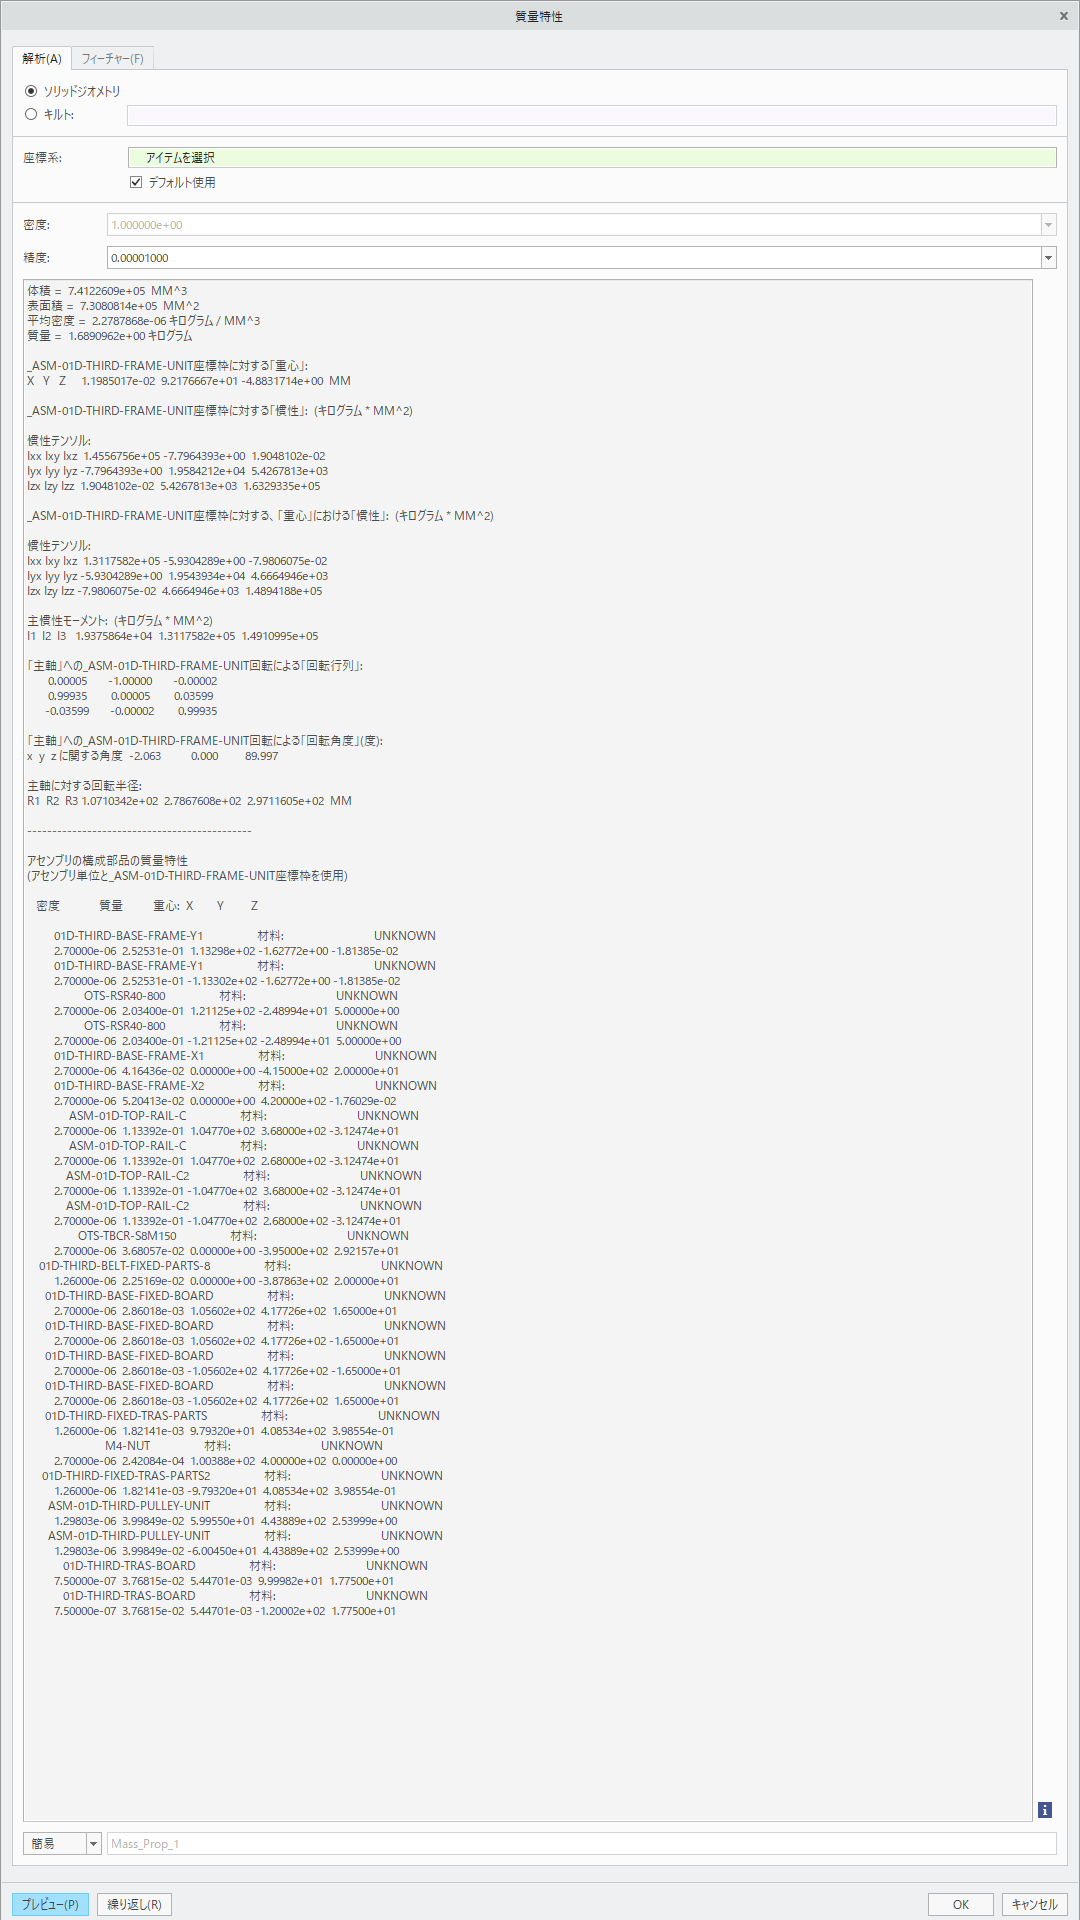 質量特性
解析(A) フィーチャー(F)
ソリッドジオメトリ
キルト:
座標系: アイテムを選択
デフォルト使用
密度: 1.000000e+00
精度: 0.00001000
体積 = 7.4122609e+05 MM^3
表面積 = 7.3080814e+05 MM^2
平均密度 = 2.2787868e-06 キログラム / MM^3
質量 = 1.6890962e+00 キログラム
_ASM-01D-THIRD-FRAME-UNIT座標枠に対する「重心」:
X Y Z 1.1985017e-02 9.2176667e+01 -4.8831714e+00 MM
_ASM-01D-THIRD-FRAME-UNIT座標枠に対する「慣性」: (キログラム * MM^2)
慣性テンソル:
Ixx Ixy Ixz 1.4556756e+05 -7.7964393e+00 1.9048102e-02
Iyx Iyy Iyz -7.7964393e+00 1.9584212e+04 5.4267813e+03
Izx Izy Izz 1.9048102e-02 5.4267813e+03 1.6329335e+05
_ASM-01D-THIRD-FRAME-UNIT座標枠に対する、「重心」における「慣性」: (キログラム * MM^2)
慣性テンソル:
Ixx Ixy Ixz 1.3117582e+05 -5.9304289e+00 -7.9806075e-02
Iyx Iyy Iyz -5.9304289e+00 1.9543934e+04 4.6664946e+03
Izx Izy Izz -7.9806075e-02 4.6664946e+03 1.4894188e+05
主慣性モーメント: (キログラム * MM^2)
I1 I2 I3 1.9375864e+04 1.3117582e+05 1.4910995e+05
「主軸」への_ASM-01D-THIRD-FRAME-UNIT回転による「回転行列」:
0.00005 -1.00000 -0.00002
0.99935 0.00005 0.03599
-0.03599 -0.00002 0.99935
「主軸」への_ASM-01D-THIRD-FRAME-UNIT回転による「回転角度」(度):
x y z に関する角度 -2.063 0.000 89.997
主軸に対する回転半径:
R1 R2 R3 1.0710342e+02 2.7867608e+02 2.9711605e+02 MM
---------------------------------------------
アセンブリの構成部品の質量特性
(アセンブリ単位と_ASM-01D-THIRD-FRAME-UNIT座標枠を使用)
密度 質量 重心: X Y Z
01D-THIRD-BASE-FRAME-Y1 材料: UNKNOWN
2.70000e-06 2.52531e-01 1.13298e+02 -1.62772e+00 -1.81385e-02
01D-THIRD-BASE-FRAME-Y1 材料: UNKNOWN
2.70000e-06 2.52531e-01 -1.13302e+02 -1.62772e+00 -1.81385e-02
OTS-RSR40-800 材料: UNKNOWN
2.70000e-06 2.03400e-01 1.21125e+02 -2.48994e+01 5.00000e+00
OTS-RSR40-800 材料: UNKNOWN
2.70000e-06 2.03400e-01 -1.21125e+02 -2.48994e+01 5.00000e+00
01D-THIRD-BASE-FRAME-X1 材料: UNKNOWN
2.70000e-06 4.16436e-02 0.00000e+00 -4.15000e+02 2.00000e+01
01D-THIRD-BASE-FRAME-X2 材料: UNKNOWN
2.70000e-06 5.20413e-02 0.00000e+00 4.20000e+02 -1.76029e-02
ASM-01D-TOP-RAIL-C 材料: UNKNOWN
2.70000e-06 1.13392e-01 1.04770e+02 3.68000e+02 -3.12474e+01
ASM-01D-TOP-RAIL-C 材料: UNKNOWN
2.70000e-06 1.13392e-01 1.04770e+02 2.68000e+02 -3.12474e+01
ASM-01D-TOP-RAIL-C2 材料: UNKNOWN
2.70000e-06 1.13392e-01 -1.04770e+02 3.68000e+02 -3.12474e+01
ASM-01D-TOP-RAIL-C2 材料: UNKNOWN
2.70000e-06 1.13392e-01 -1.04770e+02 2.68000e+02 -3.12474e+01
OTS-TBCR-S8M150 材料: UNKNOWN
2.70000e-06 3.68057e-02 0.00000e+00 -3.95000e+02 2.92157e+01
01D-THIRD-BELT-FIXED-PARTS-8 材料: UNKNOWN
1.26000e-06 2.25169e-02 0.00000e+00 -3.87863e+02 2.00000e+01
01D-THIRD-BASE-FIXED-BOARD 材料: UNKNOWN
2.70000e-06 2.86018e-03 1.05602e+02 4.17726e+02 1.65000e+01
01D-THIRD-BASE-FIXED-BOARD 材料: UNKNOWN
2.70000e-06 2.86018e-03 1.05602e+02 4.17726e+02 -1.65000e+01
01D-THIRD-BASE-FIXED-BOARD 材料: UNKNOWN
2.70000e-06 2.86018e-03 -1.05602e+02 4.17726e+02 -1.65000e+01
01D-THIRD-BASE-FIXED-BOARD 材料: UNKNOWN
2.70000e-06 2.86018e-03 -1.05602e+02 4.17726e+02 1.65000e+01
01D-THIRD-FIXED-TRAS-PARTS 材料: UNKNOWN
1.26000e-06 1.82141e-03 9.79320e+01 4.08534e+02 3.98554e-01
M4-NUT 材料: UNKNOWN
2.70000e-06 2.42084e-04 1.00388e+02 4.00000e+02 0.00000e+00
01D-THIRD-FIXED-TRAS-PARTS2 材料: UNKNOWN
1.26000e-06 1.82141e-03 -9.79320e+01 4.08534e+02 3.98554e-01
ASM-01D-THIRD-PULLEY-UNIT 材料: UNKNOWN
1.29803e-06 3.99849e-02 5.99550e+01 4.43889e+02 2.53999e+00
ASM-01D-THIRD-PULLEY-UNIT 材料: UNKNOWN
1.29803e-06 3.99849e-02 -6.00450e+01 4.43889e+02 2.53999e+00
01D-THIRD-TRAS-BOARD 材料: UNKNOWN
7.50000e-07 3.76815e-02 5.44701e-03 9.99982e+01 1.77500e+01
01D-THIRD-TRAS-BOARD 材料: UNKNOWN
7.50000e-07 3.76815e-02 5.44701e-03 -1.20002e+02 1.77500e+01
簡易 Mass_Prop_1
プレビュー(P) 繰り返し(R) OK キャンセル